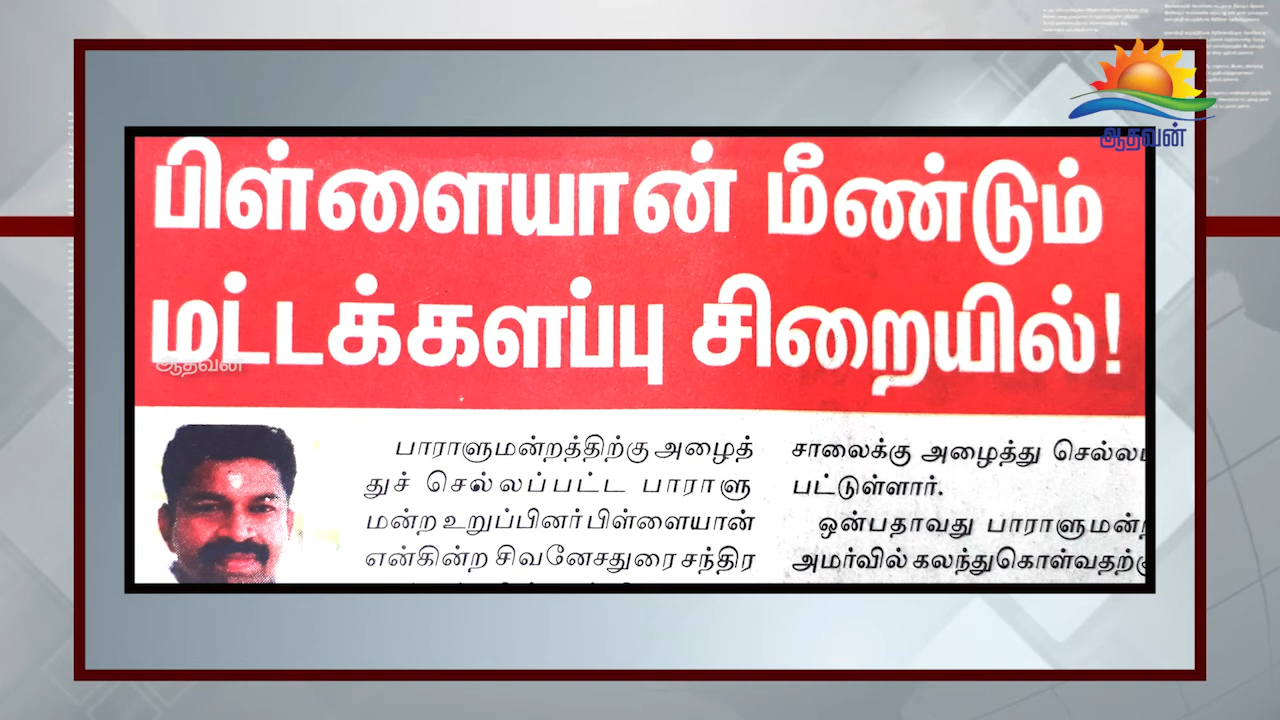 ஆதவன்
பிள்ளையான் மீண்டும்
மட்டக்களப்பு சிறையில்!
ஆதவன்
பாராளுமன்றத்திற்கு அழைத்
துச் செல்லப்பட்ட பாராளு
மன்ற உறுப்பினர் பிள்ளையான்
என்கின்ற சிவனேசதுரை சந்திர
சாலைக்கு அழைத்து செல்லப்
பட்டுள்ளார்.
ஒன்பதாவது பாராளுமன்ற
அமர்வில் கலந்துகொள்வதற்கு